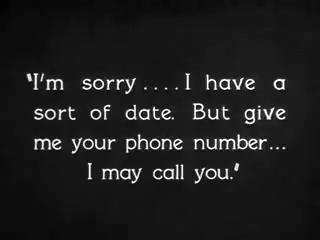 "I'm sorry....I have a
sort of date. But give
me your phone number...
I may call you."